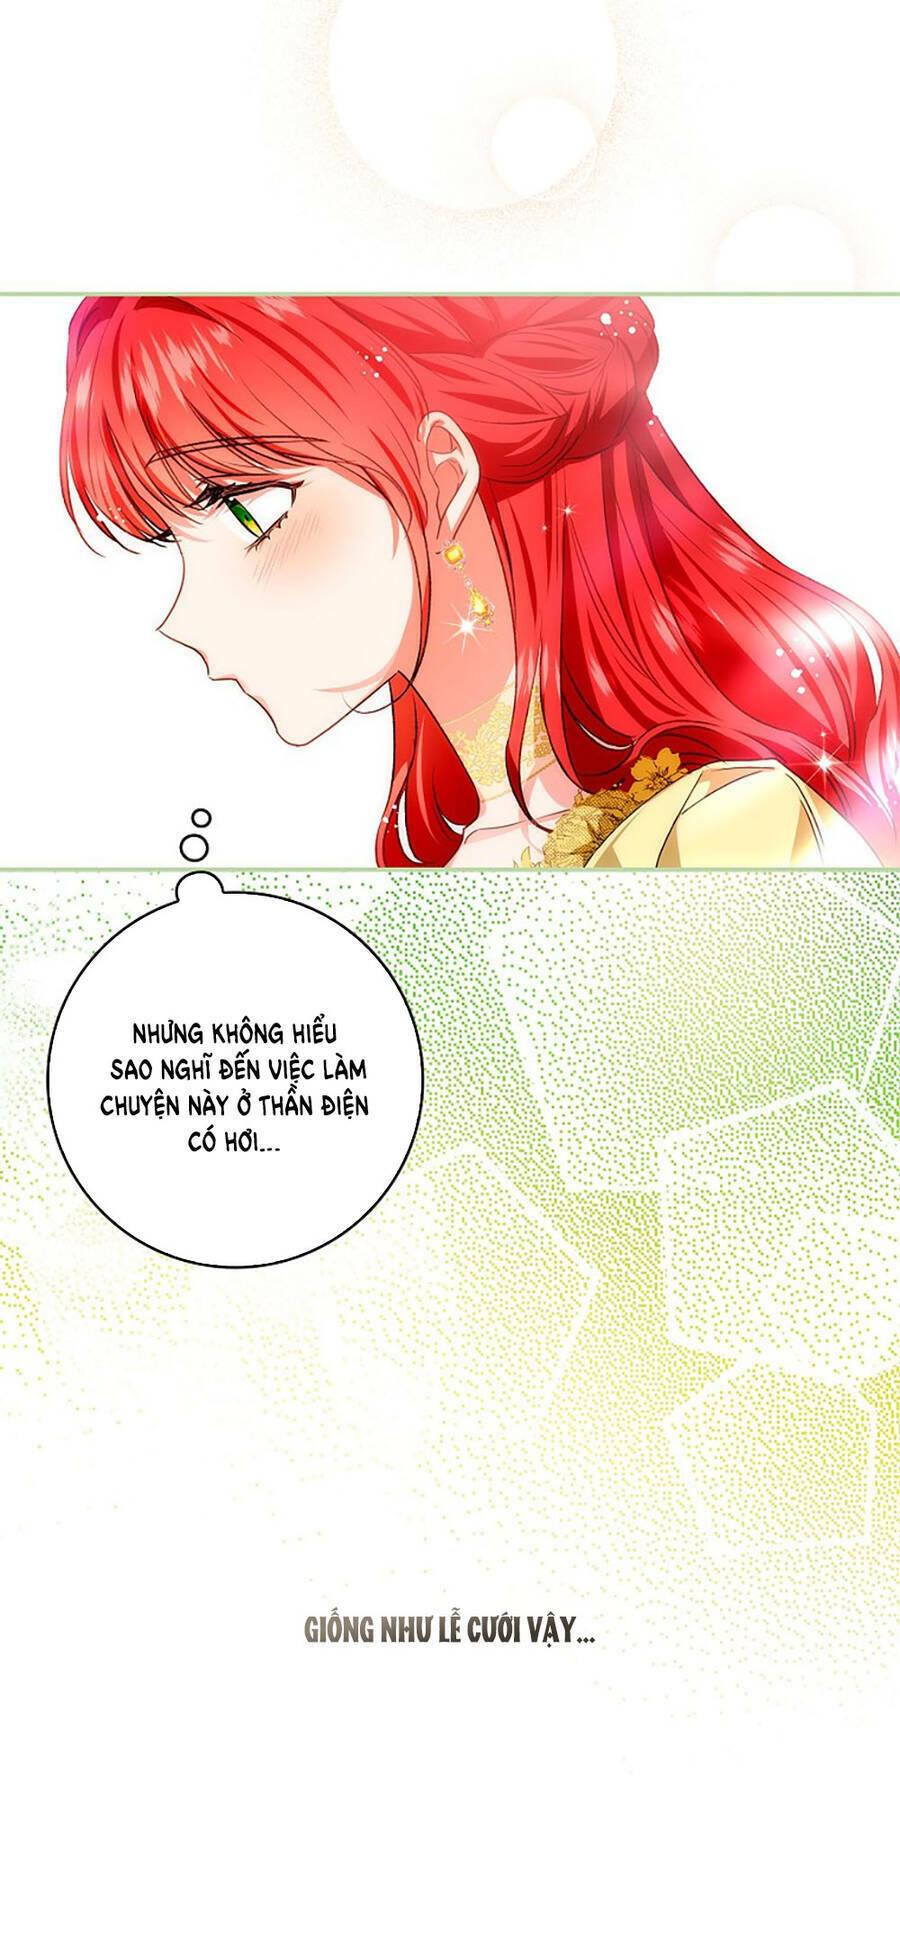 NHƯNG KHÔNG HIỂU
SAO NGHĨ ĐẾN VIỆC LÀM
CHUYỆN NÀY Ở THẦN ĐIỆN
CÓ HƠI...
GIỐNG NHƯ LỄ CƯỚI VẬY...